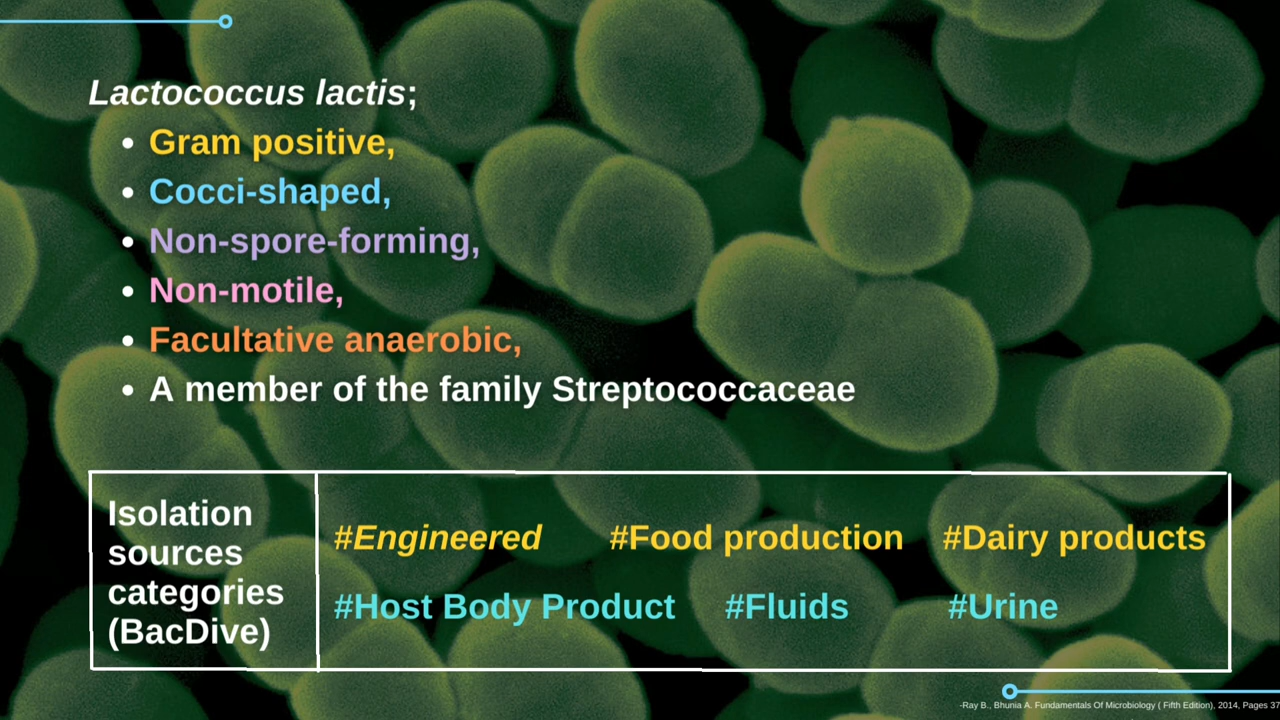 Lactococcus lactis;
• Gram positive,
• Cocci-shaped,
• Non-spore-forming,
• Non-motile,
• Facultative anaerobic,
• A member of the family Streptococcaceae
Isolation
sources
categories
(BacDive)
#Engineered #Food production #Dairy products
#Host Body Product #Fluids #Urine
-Ray B., Bhunia A. Fundamentals Of Microbiology ( Fifth Edition), 2014, Pages 37